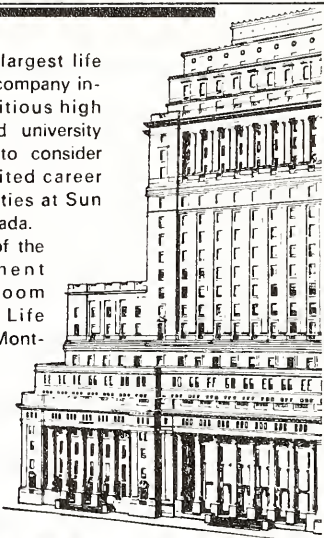 largest life
company in-
itious high
d university
to consider
ited career
ties at Sun
ada.
of the
ment
oom
Life
Mont-